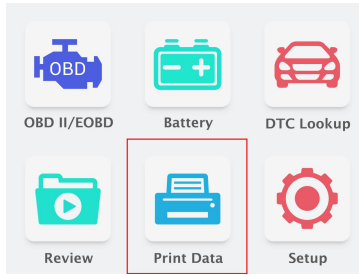 OBD
OBD II/EOBD
Battery
DTC Lookup
Review
Print Data
Setup